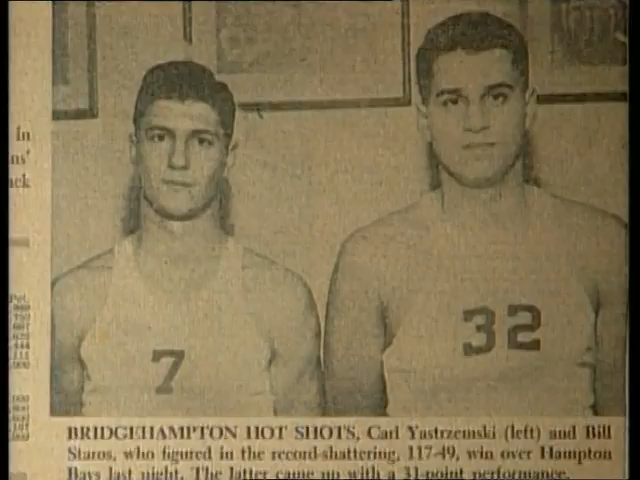 in
ns'
ack
7
32
BRIDGEHAMPTON HOT SHOTS, Carl Yastrzemski (left) and Bill
Staros, who figured in the record-shattering, 117-49, win over Hampton
Bays last night. The latter came up with a 31-point performance.